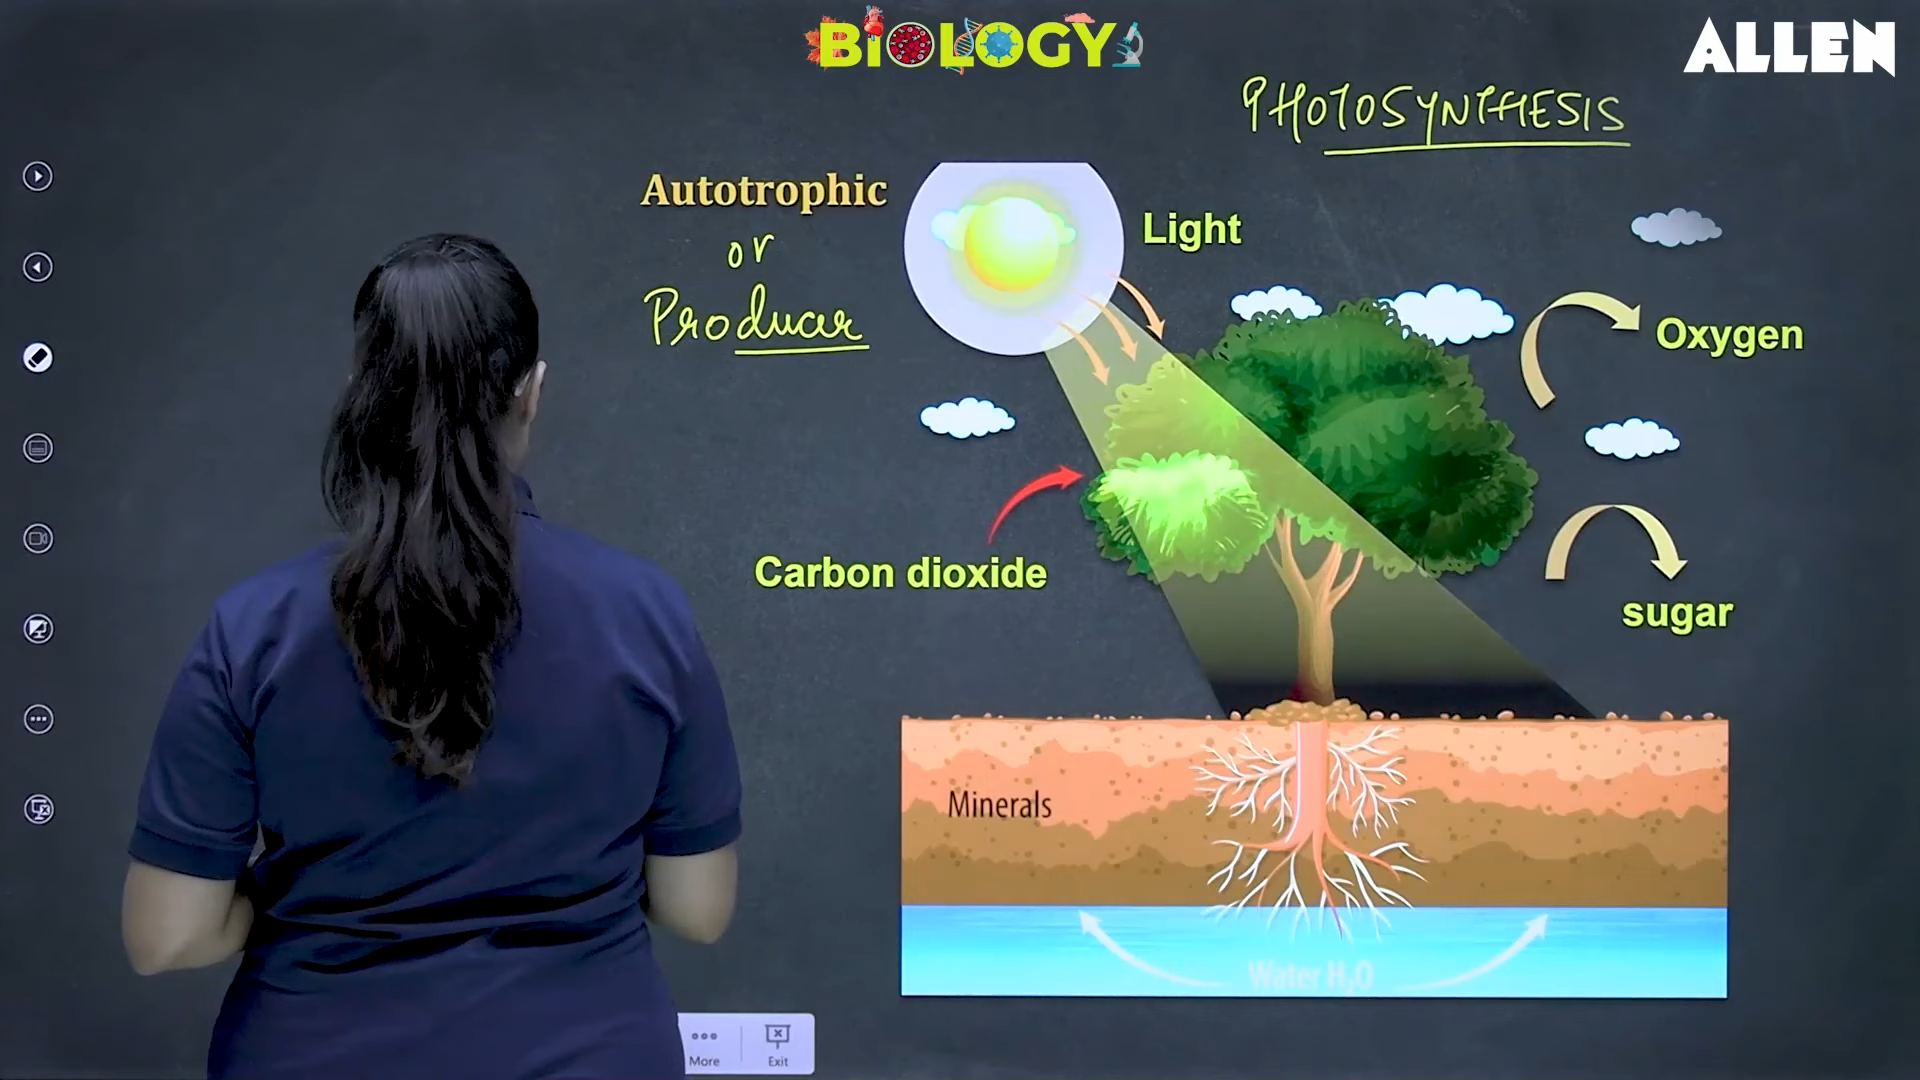 BIOLOGY
ALLEN
PHOTOSYNTHESIS
Autotrophic
or
Producer
Light
Oxygen
Carbon dioxide
sugar
Minerals
Water H₂O
More
Exit